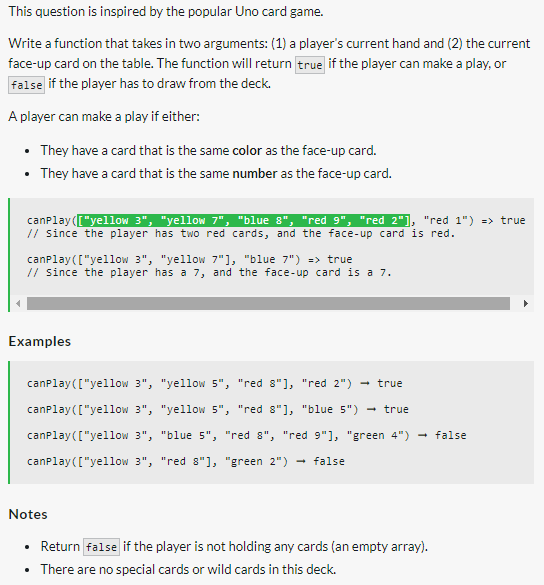 This question is inspired by the popular Uno card game.
Write a function that takes in two arguments: (1) a player's current hand and (2) the current
face-up card on the table. The function will return true if the player can make a play, or
false if the player has to draw from the deck.
A player can make a play if either:
• They have a card that is the same color as the face-up card.
• They have a card that is the same number as the face-up card.
canPlay(["yellow 3", "yellow 7", "blue 8", "red 9", "red 2"], "red 1") => true
// Since the player has two red cards, and the face-up card is red.
canPlay(["yellow 3", "yellow 7"], "blue 7") => true
// Since the player has a 7, and the face-up card is a 7.
Examples
canPlay(["yellow 3", "yellow 5", "red 8"], "red 2") → true
canPlay(["yellow 3", "yellow 5", "red 8"], "blue 5") → true
canPlay(["yellow 3", "blue 5", "red 8", "red 9"], "green 4") → false
canPlay(["yellow 3", "red 8"], "green 2") → false
Notes
• Return false if the player is not holding any cards (an empty array).
• There are no special cards or wild cards in this deck.